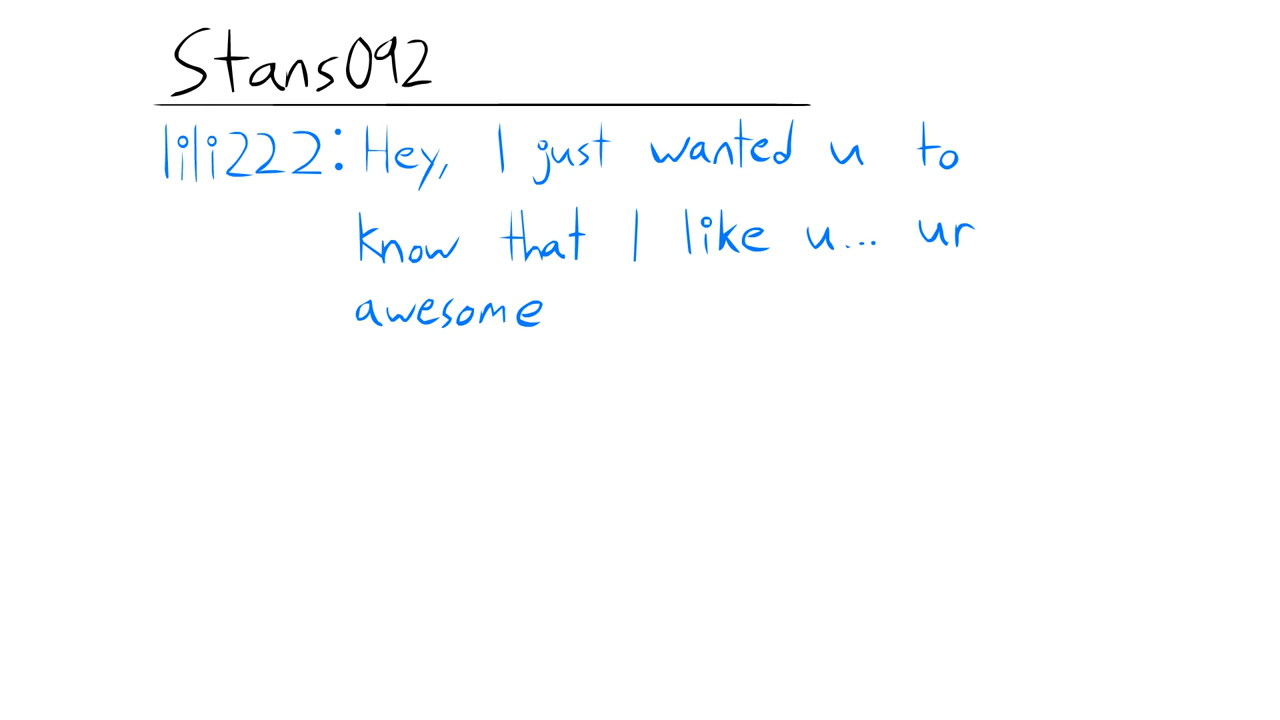 Stans092
lili222: Hey, I just wanted u to
know that I like u... ur
awesome